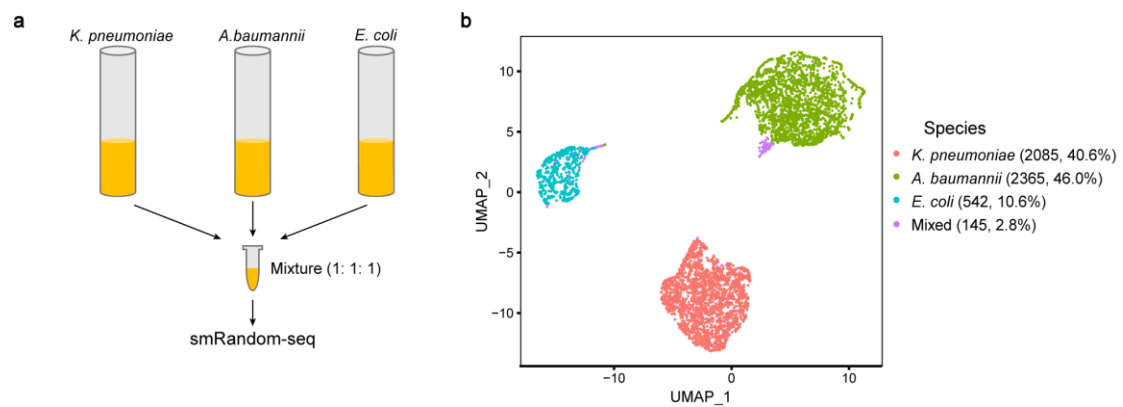 a
K. pneumoniae
A.baumannii
E. coli
Mixture (1: 1: 1)
smRandom-seq
b
UMAP_2
10
5
0
−5
−10
−10
0
10
UMAP_1
Species
K. pneumoniae (2085, 40.6%)
A. baumannii (2365, 46.0%)
E. coli (542, 10.6%)
Mixed (145, 2.8%)